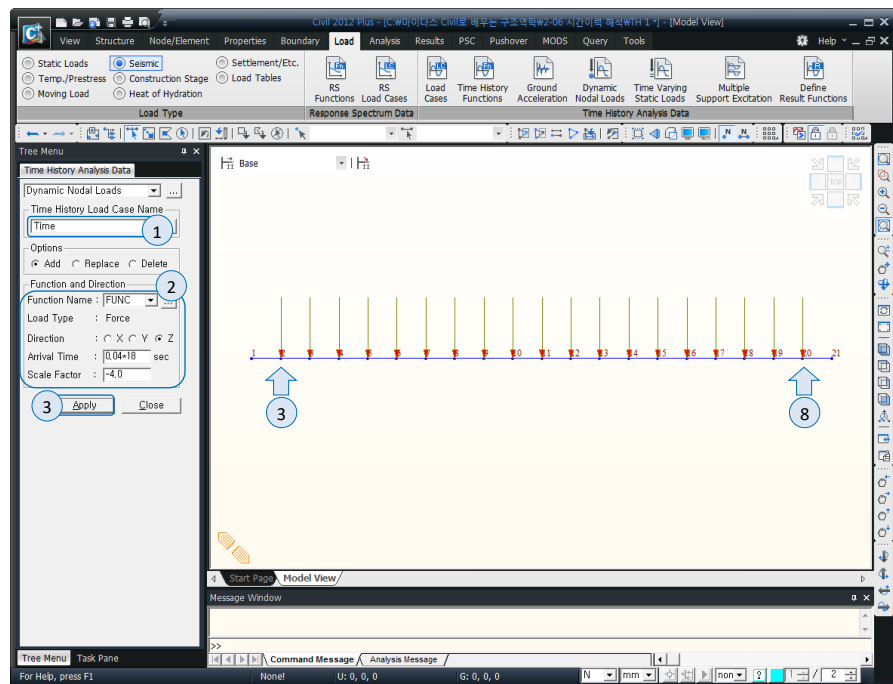 Civil 2012 Plus - [C:₩마이다스 Civil로 배우는 구조역학₩2-06 시간이력 해석₩TH 1 *] - [Model View]
View Structure Node/Element Properties Boundary Load Analysis Results PSC Pushover MODS Query Tools Help
Static Loads Seismic Settlement/Etc.
Temp./Prestress Construction Stage Load Tables
Moving Load Heat of Hydration
RS Functions RS Load Cases Load Cases Time History Functions Ground Acceleration Dynamic Nodal Loads Time Varying Static Loads Multiple Support Excitation Define Result Functions
Load Type Response Spectrum Data Time History Analysis Data
Tree Menu
Time History Analysis Data
Dynamic Nodal Loads ...
Time History Load Case Name
Time
1
Options
Add Replace Delete
Function and Direction
2
Function Name : FUNC ...
Load Type : Force
Direction : X Y Z
Arrival Time : 0,04*18 sec
Scale Factor : -4,0
3 Apply Close
Base
TOP
1 2 3 4 5 6 7 8 9 10 11 12 13 14 15 16 17 18 19 20 21
3 8
Start Page Model View
Message Window
>>
Command Message Analysis Message
Tree Menu Task Pane
For Help, press F1 None! U: 0, 0, 0 G: 0, 0, 0 N mm non ? 1 / 2